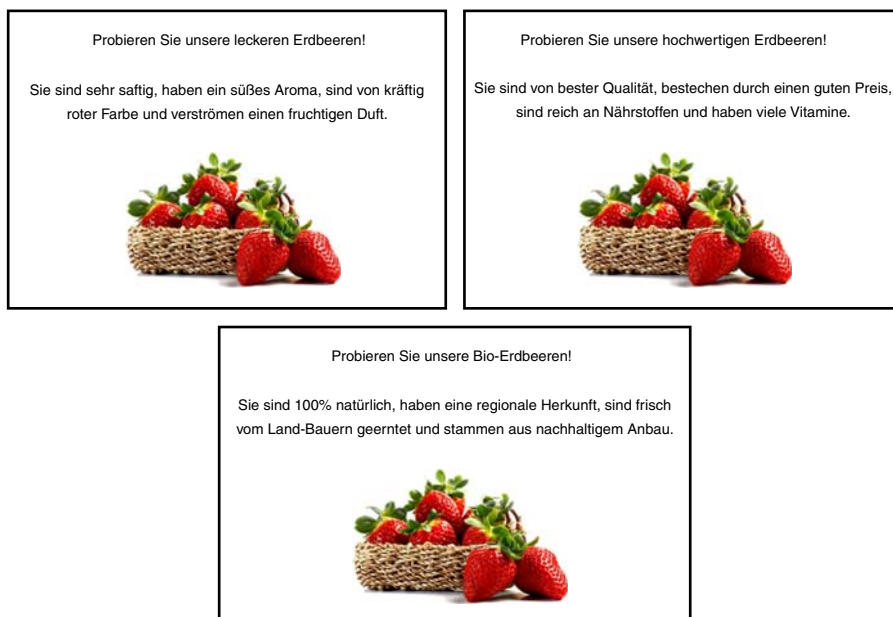 Probieren Sie unsere leckeren Erdbeeren!
Sie sind sehr saftig, haben ein süßes Aroma, sind von kräftig
roter Farbe und verströmen einen fruchtigen Duft.
Probieren Sie unsere hochwertigen Erdbeeren!
Sie sind von bester Qualität, bestechen durch einen guten Preis,
sind reich an Nährstoffen und haben viele Vitamine.
Probieren Sie unsere Bio-Erdbeeren!
Sie sind 100% natürlich, haben eine regionale Herkunft, sind frisch
vom Land-Bauern geerntet und stammen aus nachhaltigem Anbau.